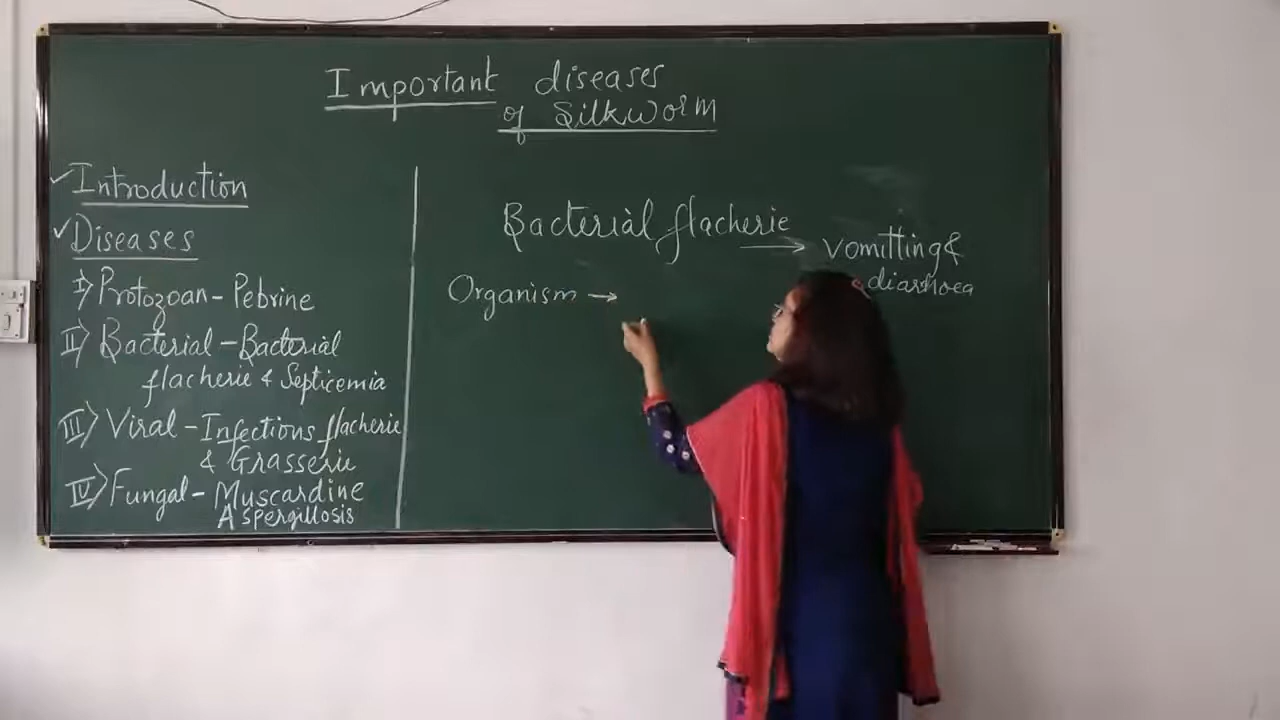 Important diseases
of Silkworm
Introduction
Diseases
I) Protozoan - Pebrine
II) Bacterial - Bacterial
flacherie & Septicemia
III) Viral - Infections flacherie
& Grasserie
IV) Fungal - Muscardine
Aspergillosis
Bacterial flacherie → vomitting &
diarrhoea
Organism →